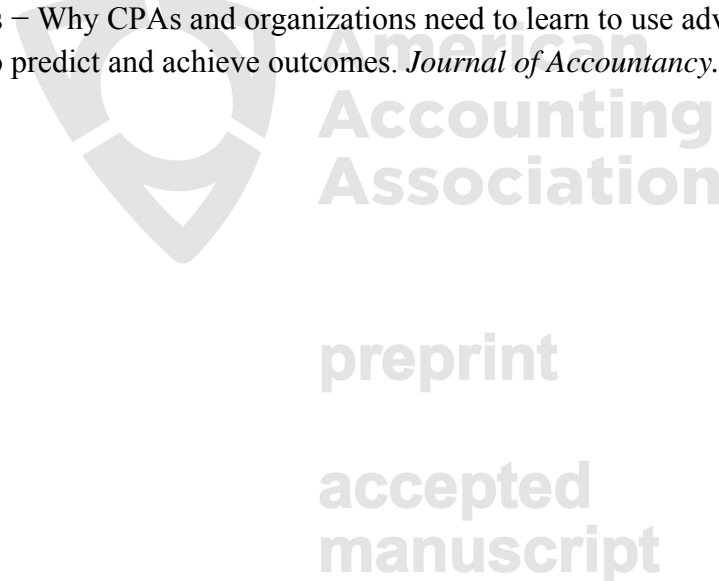 s − Why CPAs and organizations need to learn to use adv
o predict and achieve outcomes. Journal of Accountancy.
American
Accounting
Association
preprint
accepted
manuscript